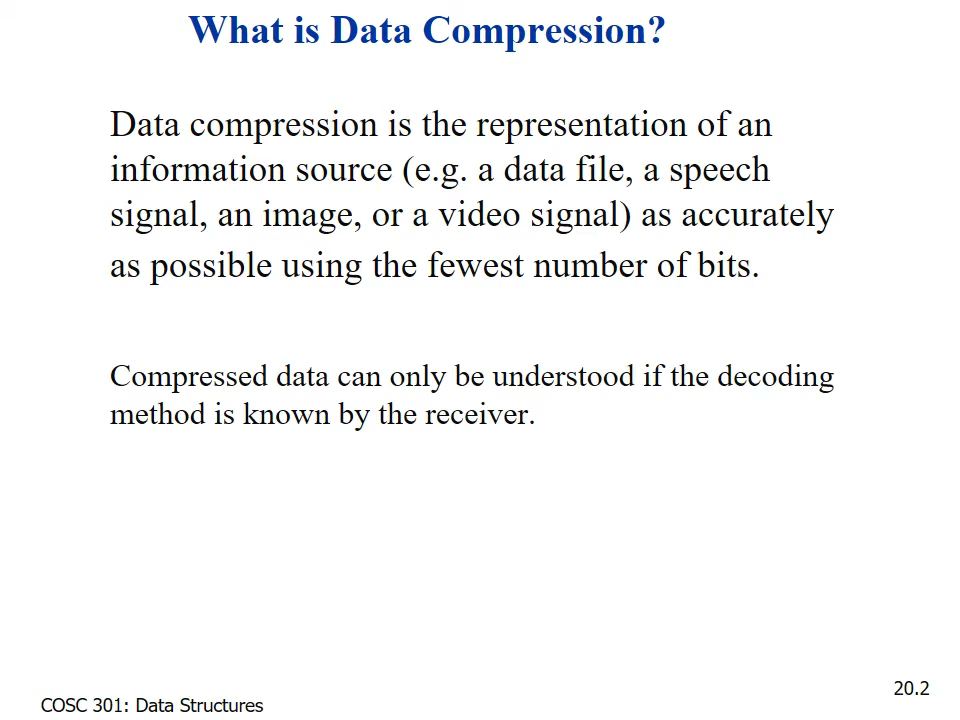 What is Data Compression?
Data compression is the representation of an
information source (e.g. a data file, a speech
signal, an image, or a video signal) as accurately
as possible using the fewest number of bits.
Compressed data can only be understood if the decoding
method is known by the receiver.
20.2
COSC 301: Data Structures